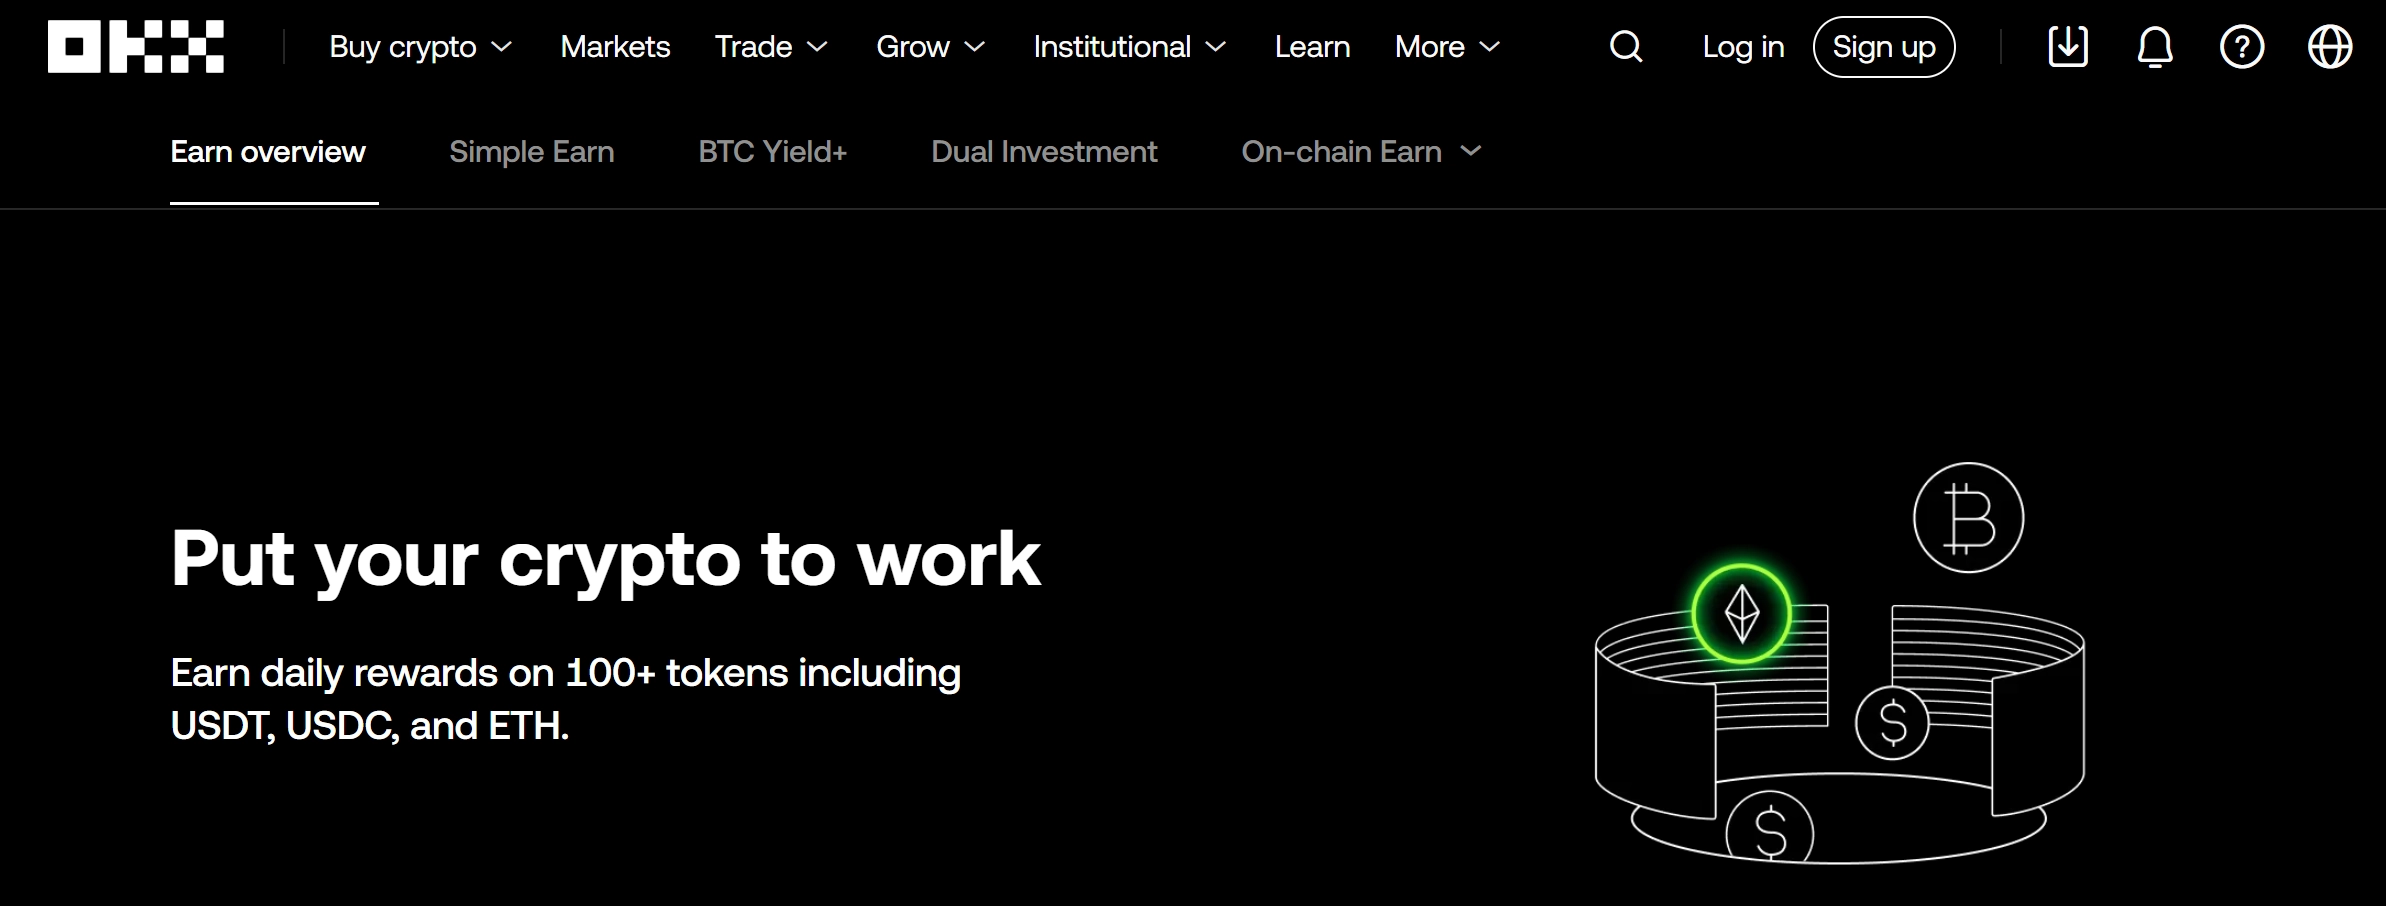 OKX
Buy crypto Markets Trade Grow Institutional Learn More Log in Sign up
Earn overview Simple Earn BTC Yield+ Dual Investment On-chain Earn
Put your crypto to work
Earn daily rewards on 100+ tokens including
USDT, USDC, and ETH.